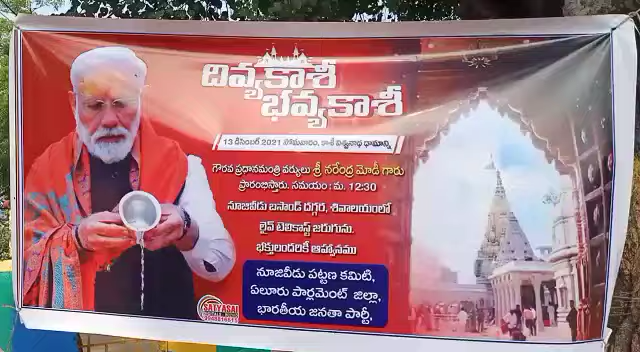 దివ్యకాశీ
భవ్యకాశీ
13 డిసెంబర్ 2021 సోమవారం, కాశీ విశ్వనాథ ధామాన్ని
గౌరవ ప్రధానమంత్రి వర్యులు శ్రీ నరేంద్ర మోడీ గారు
ప్రారంభిస్తారు. సమయం : మ. 12:30
నూజివీడు బస్టాండ్ దగ్గర, శివాలయంలో
లైవ్ టెలికాస్ట్ జరుగును.
భక్తులందరికీ ఆహ్వానము
నూజివీడు పట్టణ కమిటి,
ఏలూరు పార్లమెంట్ జిల్లా,
భారతీయ జనతా పార్టీ.
SATYASAI